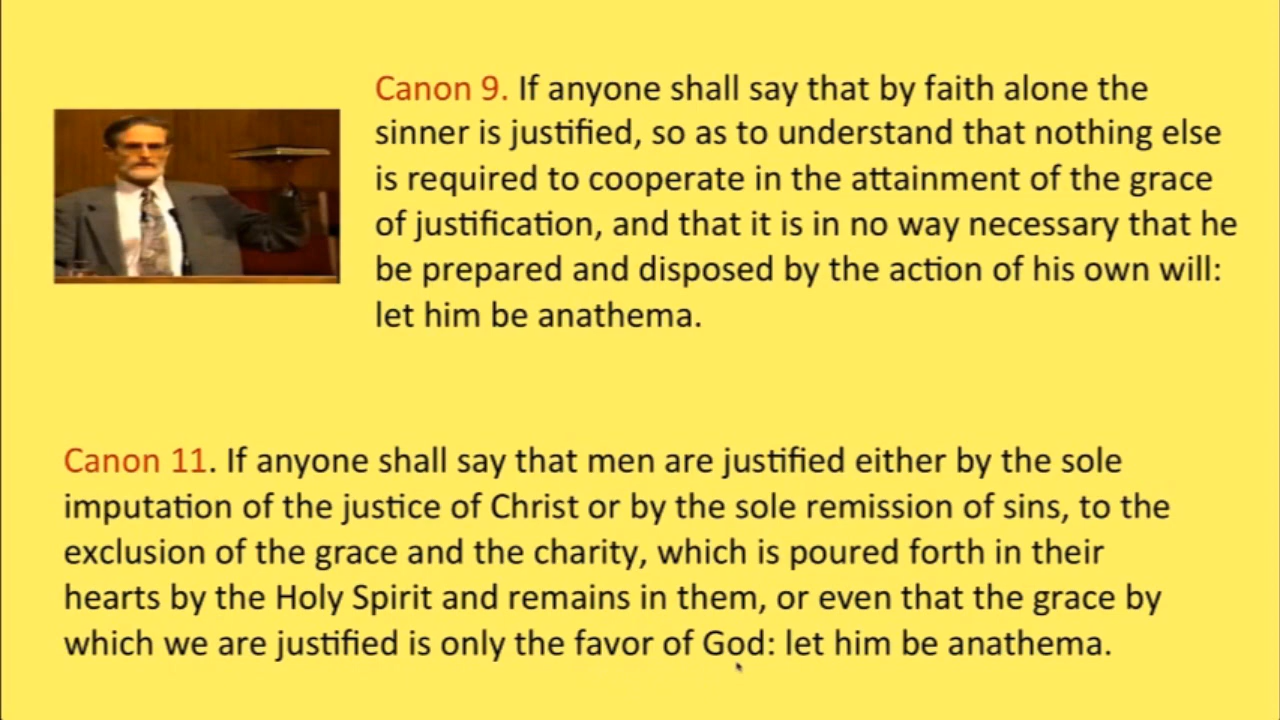 Canon 9. If anyone shall say that by faith alone the
sinner is justified, so as to understand that nothing else
is required to cooperate in the attainment of the grace
of justification, and that it is in no way necessary that he
be prepared and disposed by the action of his own will:
let him be anathema.
Canon 11. If anyone shall say that men are justified either by the sole
imputation of the justice of Christ or by the sole remission of sins, to the
exclusion of the grace and the charity, which is poured forth in their
hearts by the Holy Spirit and remains in them, or even that the grace by
which we are justified is only the favor of God: let him be anathema.